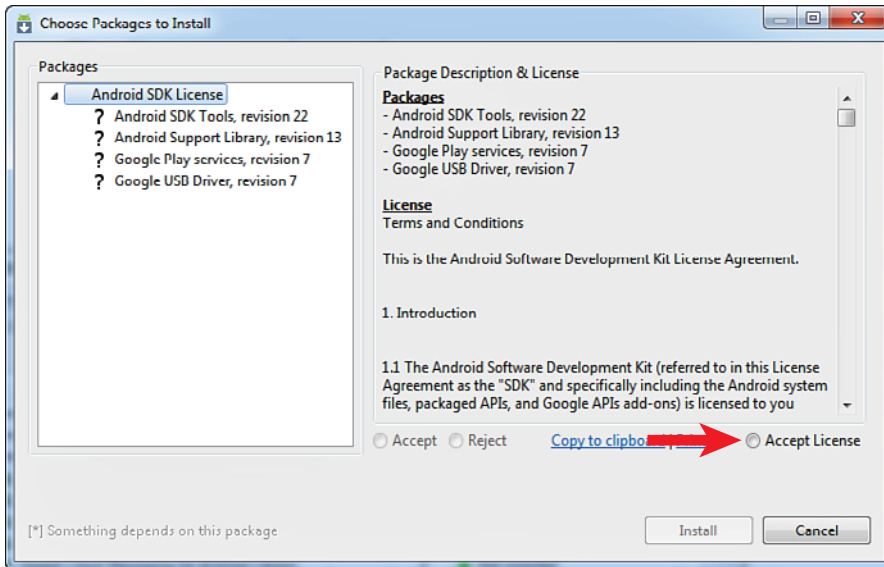 Choose Packages to Install
Packages
Android SDK License
? Android SDK Tools, revision 22
? Android Support Library, revision 13
? Google Play services, revision 7
? Google USB Driver, revision 7
Package Description & License
Packages
- Android SDK Tools, revision 22
- Android Support Library, revision 13
- Google Play services, revision 7
- Google USB Driver, revision 7
License
Terms and Conditions
This is the Android Software Development Kit License Agreement.
1. Introduction
1.1 The Android Software Development Kit (referred to in this License
Agreement as the "SDK" and specifically including the Android system
files, packaged APIs, and Google APIs add-ons) is licensed to you
Accept Reject Copy to Accept License
[*] Something depends on this package
Install Cancel